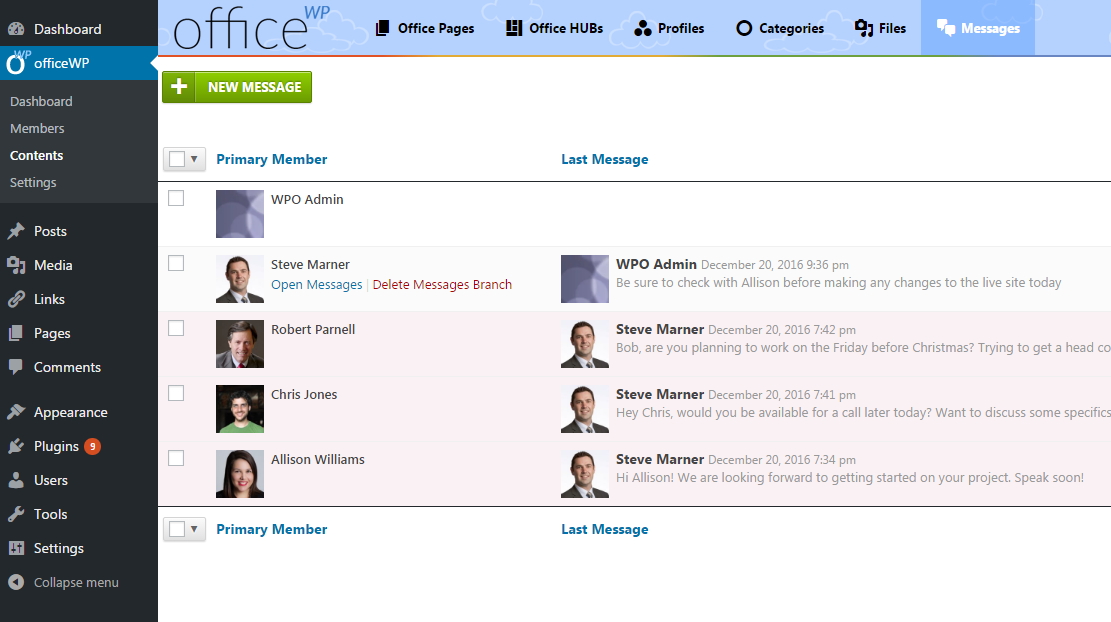 Dashboard
WP
officeWP
Dashboard
Members
Contents
Settings
Posts
Media
Links
Pages
Comments
Appearance
Plugins 9
Users
Tools
Settings
Collapse menu
office WP
Office Pages
Office HUBs
Profiles
Categories
Files
Messages
+ NEW MESSAGE
Primary Member Last Message
WPO Admin
Steve Marner
Open Messages | Delete Messages Branch
WPO Admin December 20, 2016 9:36 pm
Be sure to check with Allison before making any changes to the live site today
Robert Parnell
Steve Marner December 20, 2016 7:42 pm
Bob, are you planning to work on the Friday before Christmas? Trying to get a head co
Chris Jones
Steve Marner December 20, 2016 7:41 pm
Hey Chris, would you be available for a call later today? Want to discuss some specifics
Allison Williams
Steve Marner December 20, 2016 7:34 pm
Hi Allison! We are looking forward to getting started on your project. Speak soon!
Primary Member Last Message